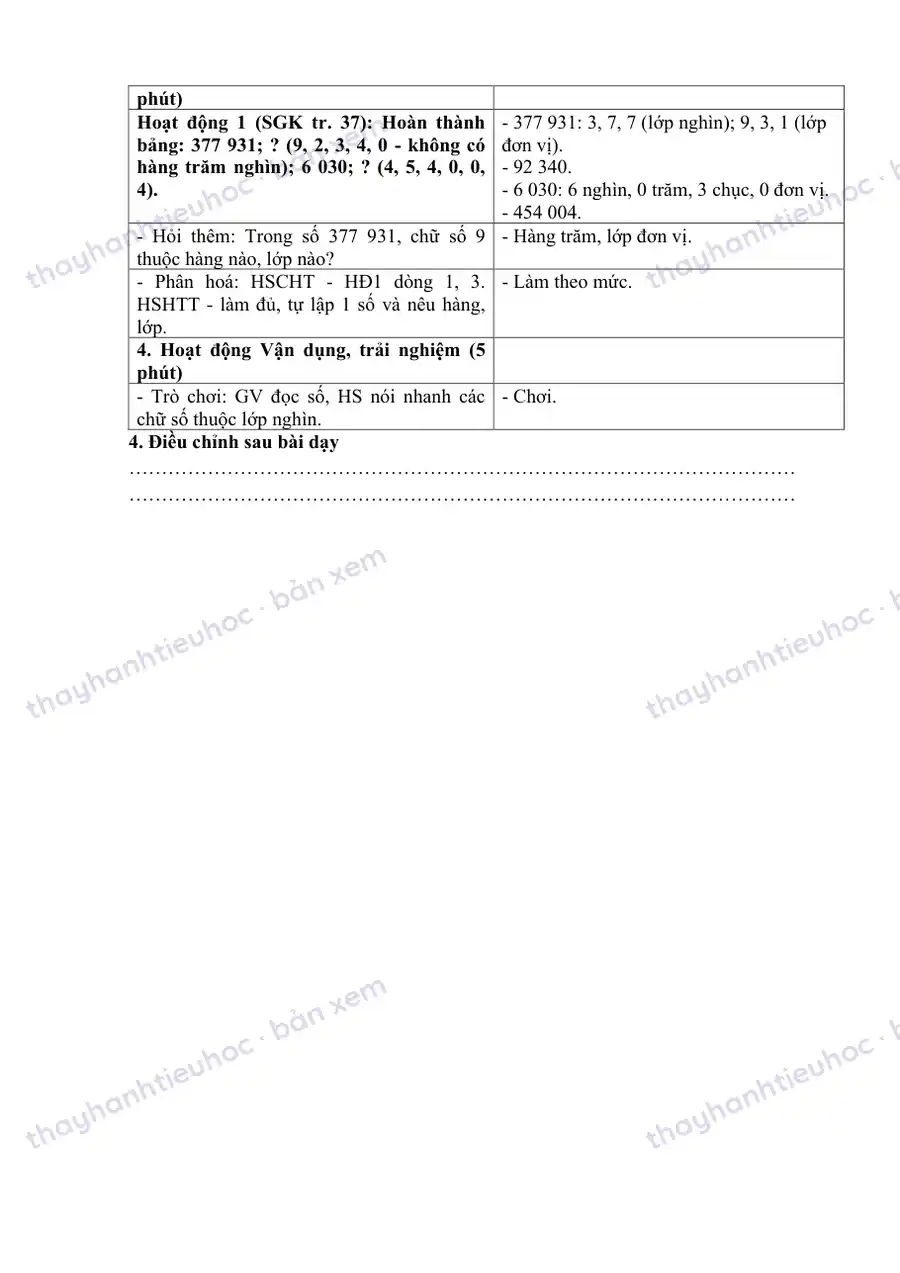 phút)
Hoạt động 1 (SGK tr. 37): Hoàn thành
bảng: 377 931; ? (9, 2, 3, 4, 0 - không có
hàng trăm nghìn); 6 030; ? (4, 5, 4, 0, 0,
4).
- 377 931: 3, 7, 7 (lớp nghìn); 9, 3, 1 (lớp
đơn vị).
- 92 340.
- 6 030: 6 nghìn, 0 trăm, 3 chục, 0 đơn vị.
- 454 004.
- Hỏi thêm: Trong số 377 931, chữ số 9
thuộc hàng nào, lớp nào?
- Hàng trăm, lớp đơn vị.
- Phân hoá: HSCHT - HĐ1 dòng 1, 3.
HSHTT - làm đủ, tự lập 1 số và nêu hàng,
lớp.
- Làm theo mức.
4. Hoạt động Vận dụng, trải nghiệm (5
phút)
- Trò chơi: GV đọc số, HS nói nhanh các
chữ số thuộc lớp nghìn.
- Chơi.
4. Điều chỉnh sau bài dạy
……………………………………………………………………………………………
……………………………………………………………………………………………
thayhanhtieuhoc · bản xem
thayhanhtieuhoc · b
thayhanhtieuhoc · bản xem
thayhanhtieuhoc · b
thayhanhtieuhoc · bản xem
thayhanhtieuhoc · b